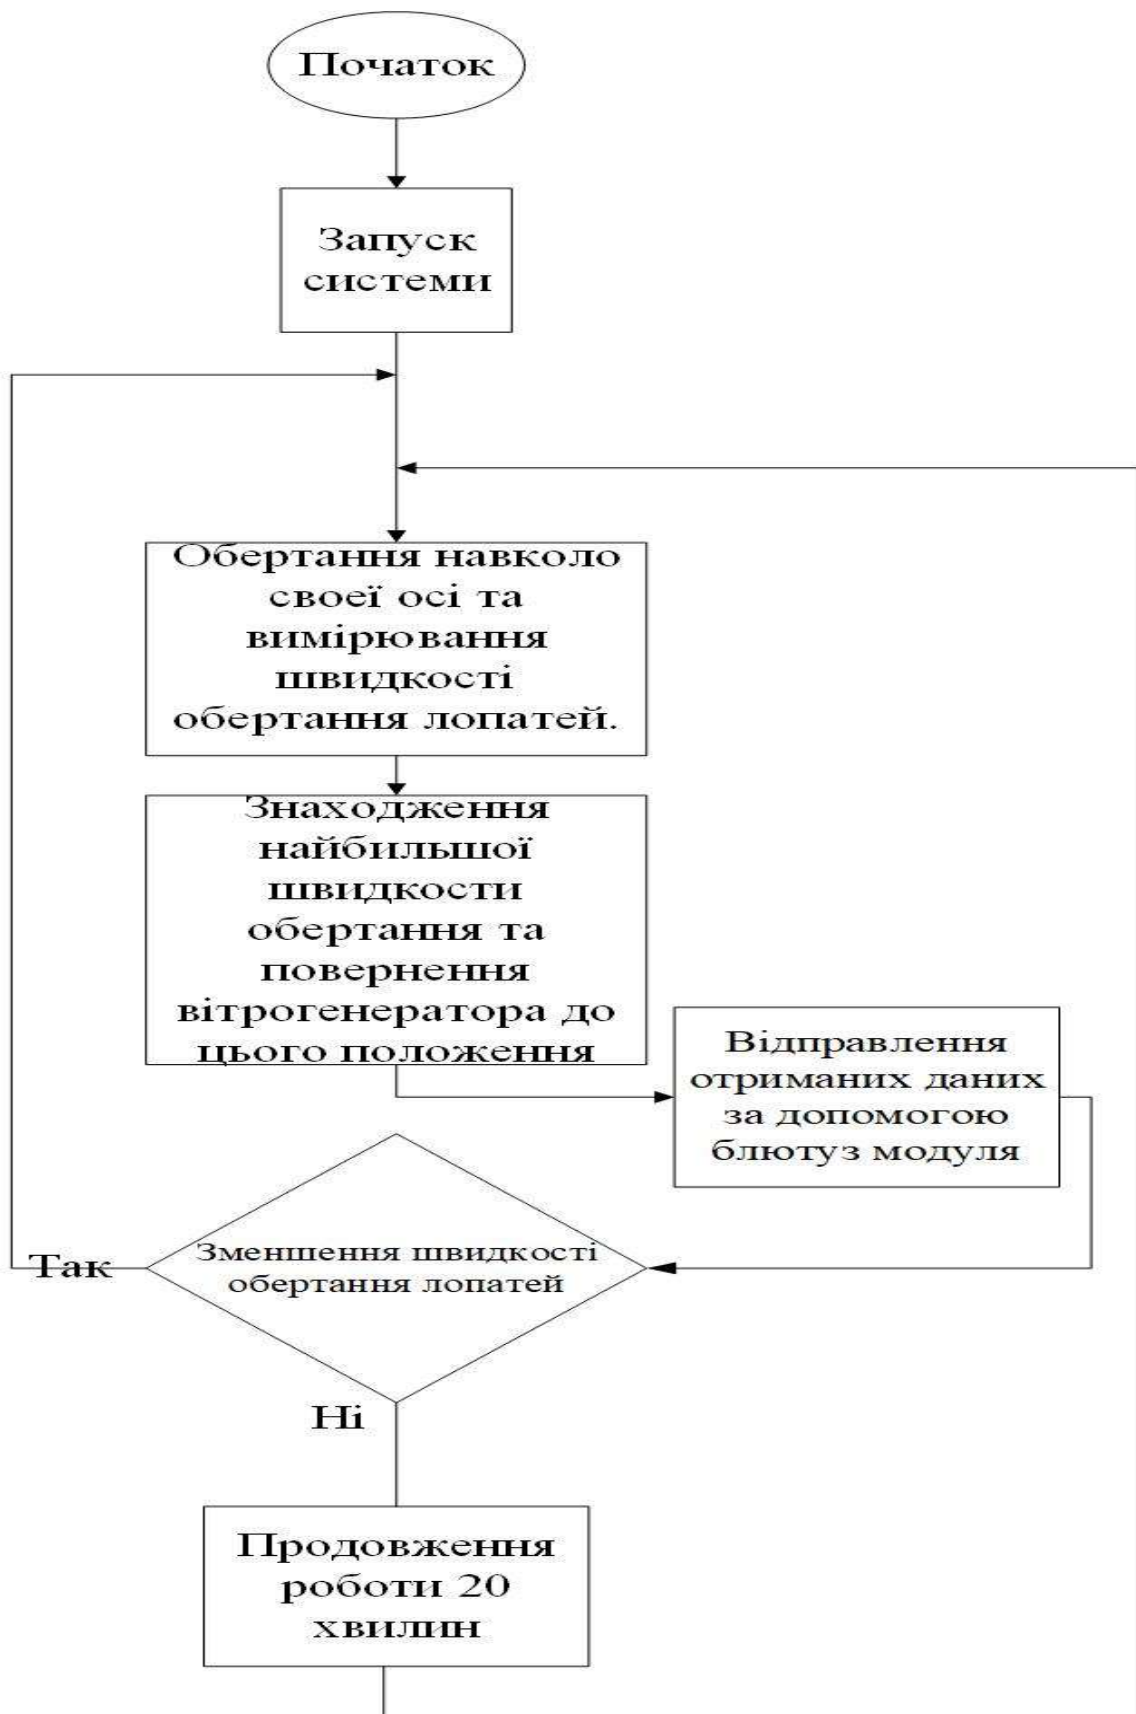 Початок
Запуск
системи
Обертання навколо
своеї осі та
вимірювання
швидкості
обертання лопатей.
Знаходження
найбильшої
швидкости
обертання та
повернення
вітрогенератора до
цього положення
Відправлення
отриманих даних
за допомогою
блютуз модуля
Зменшення швидкості
обертання лопатей
Так
Ні
Продовження
роботи 20
хвилин